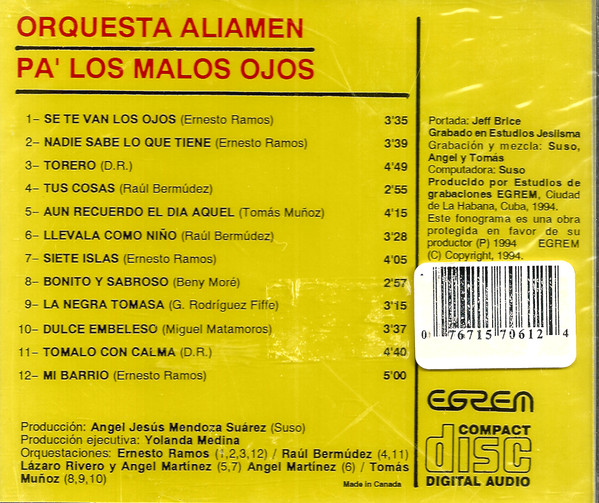 ORQUESTA ALIAMEN
PA' LOS MALOS OJOS
1– SE TE VAN LOS OJOS (Ernesto Ramos) 3'35
2– NADIE SABE LO QUE TIENE (Ernesto Ramos) 3'39
3– TORERO (D.R.) 4'49
4– TUS COSAS (Raúl Bermúdez) 2'55
5– AUN RECUERDO EL DIA AQUEL (Tomás Muñoz) 4'15
6– LLEVALA COMO NIÑO (Raúl Bermúdez) 3'28
7– SIETE ISLAS (Ernesto Ramos) 4'05
8– BONITO Y SABROSO (Beny Moré) 2'57
9– LA NEGRA TOMASA (G. Rodríguez Fiffe) 3'15
10– DULCE EMBELESO (Miguel Matamoros) 3'37
11– TOMALO CON CALMA (D.R.) 4'40
12– MI BARRIO (Ernesto Ramos) 5'00
Producción: Angel Jesús Mendoza Suárez (Suso)
Producción ejecutiva: Yolanda Medina
Orquestaciones: Ernesto Ramos (1,2,3,12) / Raúl Bermúdez (4,11)
Lázaro Rivero y Angel Martínez (5,7) Angel Martínez (6) / Tomás
Muñoz (8,9,10)
Made in Canada
Portada: Jeff Brice
Grabado en Estudios Jesiisma
Grabación y mezcla: Suso,
Angel y Tomás
Computadora: Suso
Producido por Estudios de
grabaciones EGREM, Ciudad
de La Habana, Cuba, 1994.
Este fonograma es una obra
protegida en favor de su
productor (P) 1994 EGREM
(C) Copyright, 1994.
0 76715 70612 4
EGREM
COMPACT
disc
DIGITAL AUDIO